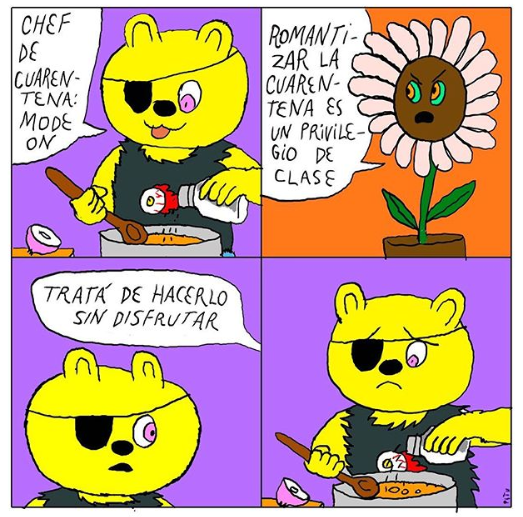 CHEF
DE
CUAREN-
TENA:
MODE
ON
ROMANTI-
ZAR LA
CUAREN-
TENA ES
UN PRIVILE-
GIO DE
CLASE
TRATÁ DE HACERLO
SIN DISFRUTAR